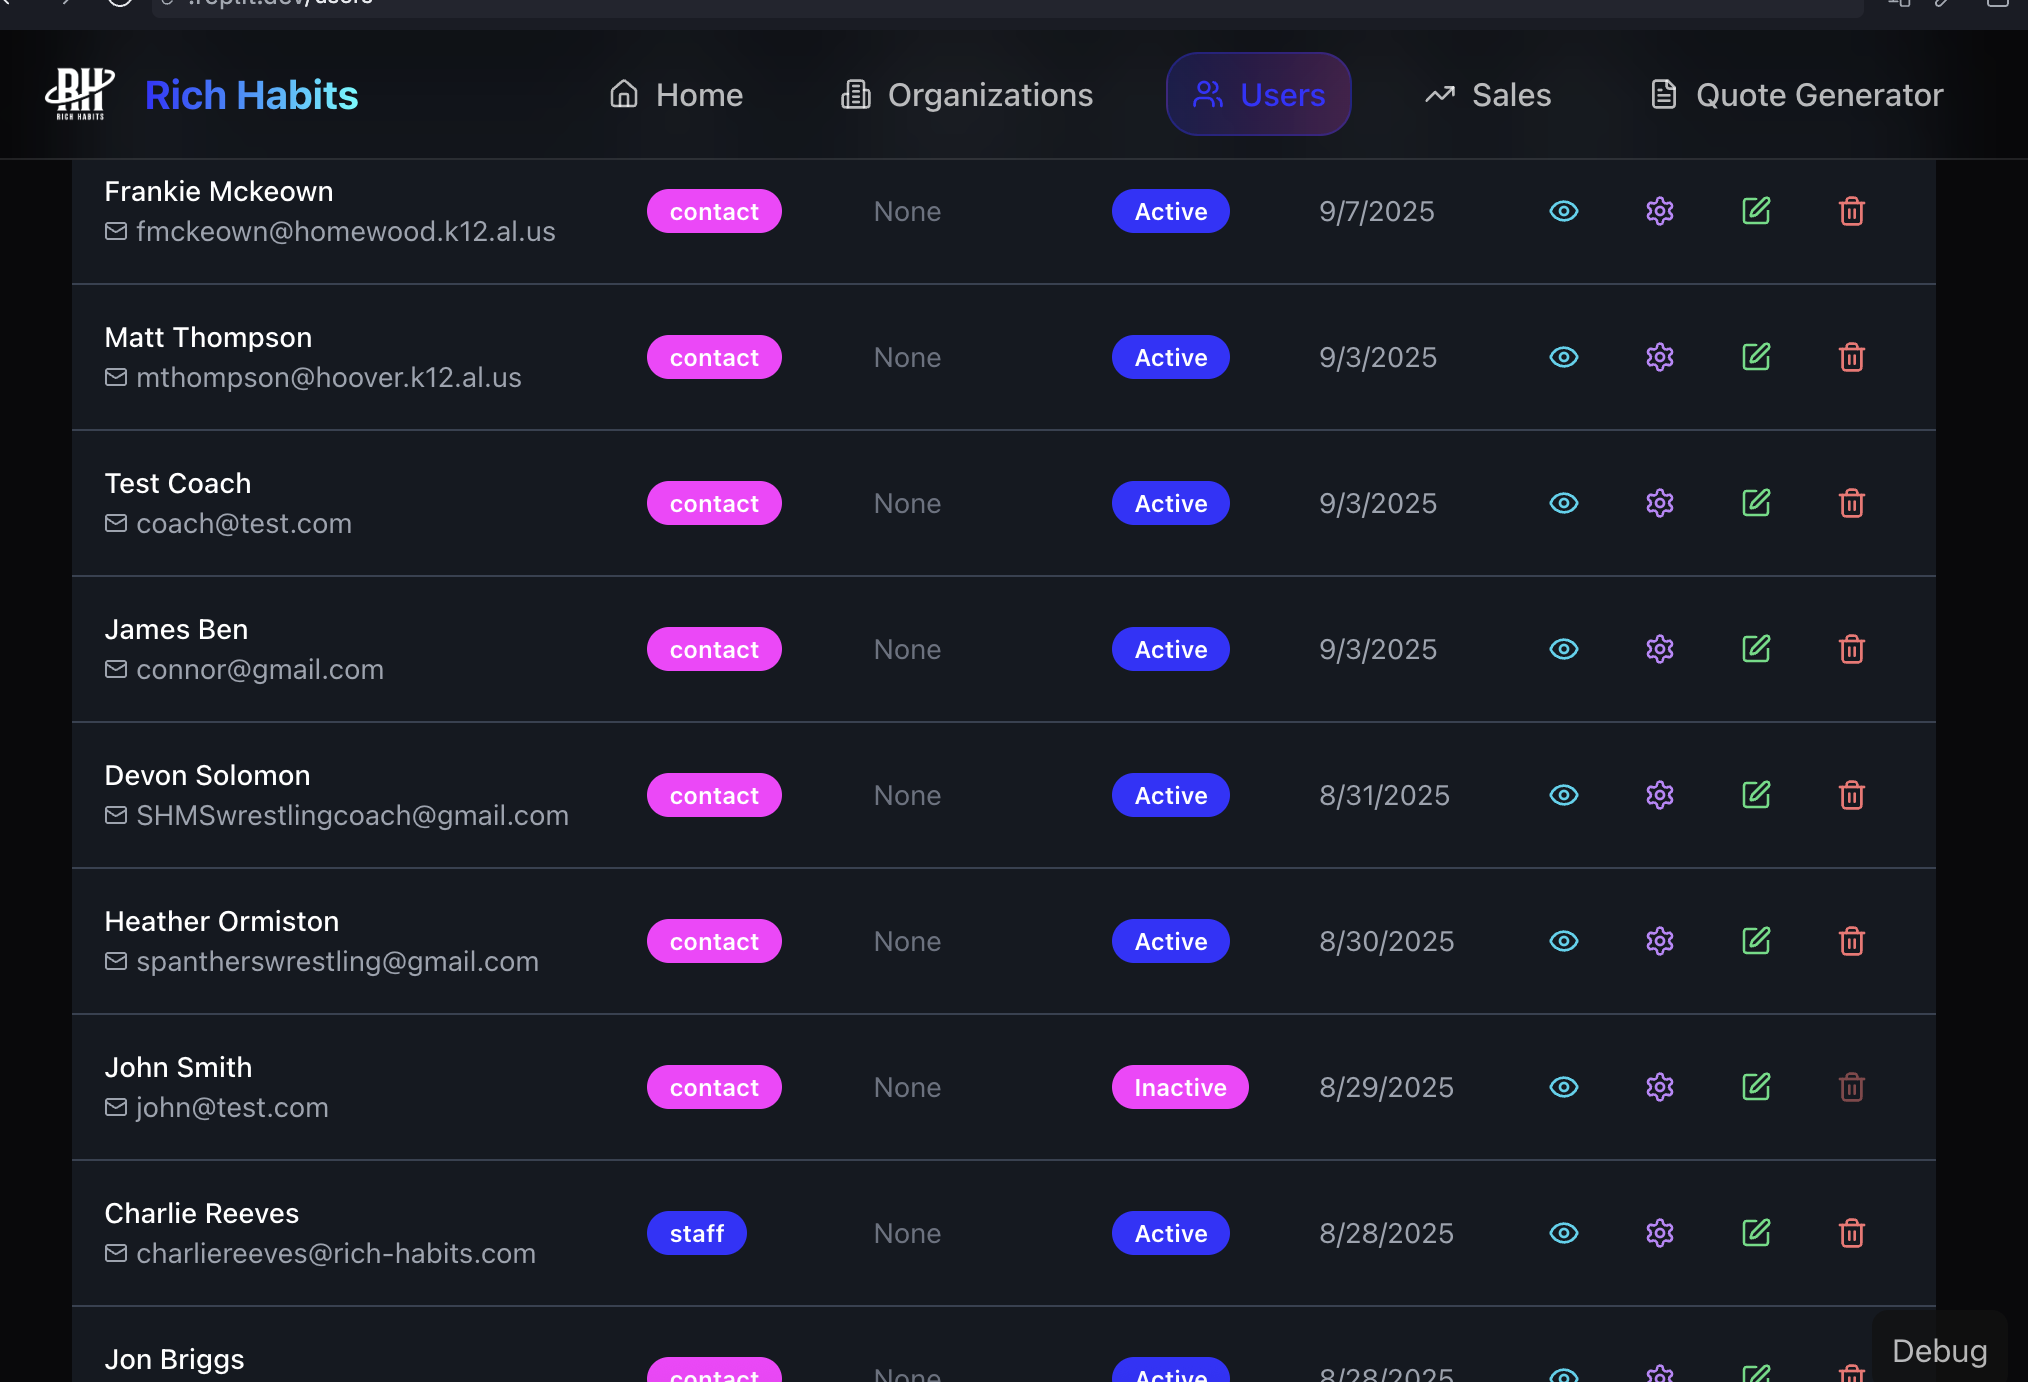 .replit.dev/users
RH
RICH HABITS
Rich Habits
Home
Organizations
Users
Sales
Quote Generator
Frankie Mckeown
fmckeown@homewood.k12.al.us
contact
None
Active
9/7/2025
Matt Thompson
mthompson@hoover.k12.al.us
contact
None
Active
9/3/2025
Test Coach
coach@test.com
contact
None
Active
9/3/2025
James Ben
connor@gmail.com
contact
None
Active
9/3/2025
Devon Solomon
SHMSwrestlingcoach@gmail.com
contact
None
Active
8/31/2025
Heather Ormiston
spantherswrestling@gmail.com
contact
None
Active
8/30/2025
John Smith
john@test.com
contact
None
Inactive
8/29/2025
Charlie Reeves
charliereeves@rich-habits.com
staff
None
Active
8/28/2025
Jon Briggs
contact
None
Active
8/28/2025
Debug